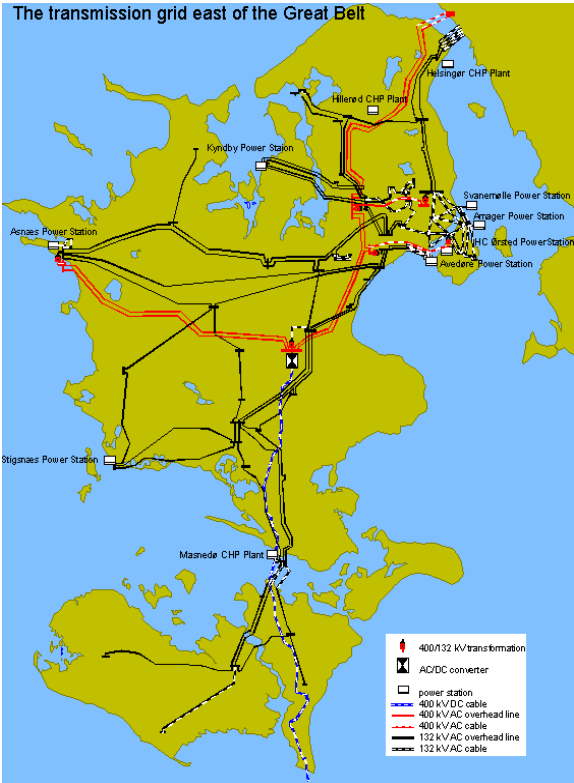 The transmission grid east of the Great Belt
Helsingør CHP Plant
Hillerød CHP Plant
Kyndby Power Staion
Svanemølle Power Station
Amager Power Station
HC Ørsted PowerStation
Avedøre Power Station
Asnæs Power Station
Stigsnæs Power Station
Masnedø CHP Plant
400/132 kV transformation
AC/DC converter
power station
400 kV DC cable
400 kV AC overhead line
400 kV AC cable
132 kV AC overhead line
132 kV AC cable